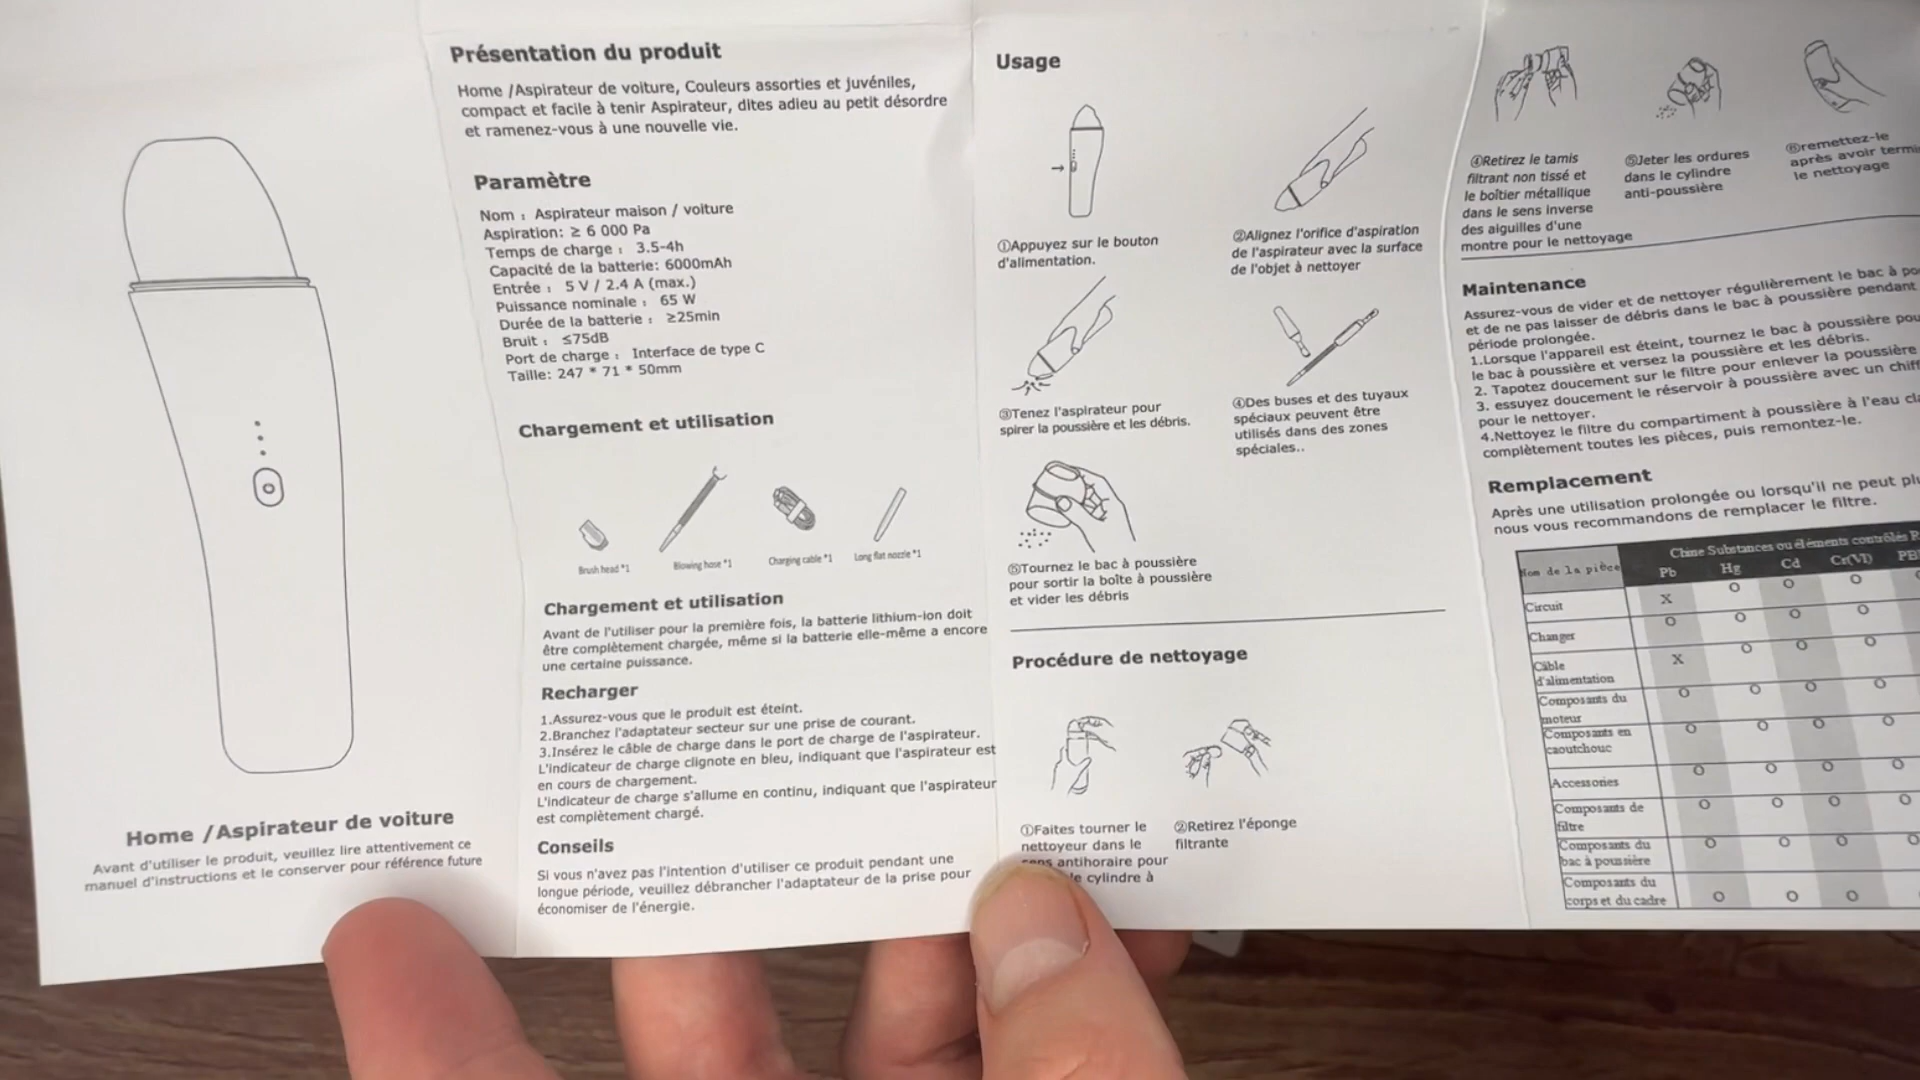 Home /Aspirateur de voiture
Avant d'utiliser le produit, veuillez lire attentivement ce
manuel d'instructions et le conserver pour référence future
Présentation du produit
Home /Aspirateur de voiture, Couleurs assorties et juvéniles,
compact et facile à tenir Aspirateur, dites adieu au petit désordre
et ramenez-vous à une nouvelle vie.
Paramètre
Nom : Aspirateur maison / voiture
Aspiration: ≥ 6 000 Pa
Temps de charge : 3.5-4h
Capacité de la batterie: 6000mAh
Entrée : 5 V / 2.4 A (max.)
Puissance nominale : 65 W
Durée de la batterie : ≥25min
Bruit : ≤75dB
Port de charge : Interface de type C
Taille: 247 * 71 * 50mm
Chargement et utilisation
Brush head *1
Blowing hose *1
Charging cable *1
Long flat nozzle *1
Chargement et utilisation
Avant de l'utiliser pour la première fois, la batterie lithium-ion doit
être complètement chargée, même si la batterie elle-même a encore
une certaine puissance.
Recharger
1.Assurez-vous que le produit est éteint.
2.Branchez l'adaptateur secteur sur une prise de courant.
3.Insérez le câble de charge dans le port de charge de l'aspirateur.
L'indicateur de charge clignote en bleu, indiquant que l'aspirateur est
en cours de chargement.
L'indicateur de charge s'allume en continu, indiquant que l'aspirateur
est complètement chargé.
Conseils
Si vous n'avez pas l'intention d'utiliser ce produit pendant une
longue période, veuillez débrancher l'adaptateur de la prise pour
économiser de l'énergie.
Usage
①Appuyez sur le bouton
d'alimentation.
②Alignez l'orifice d'aspiration
de l'aspirateur avec la surface
de l'objet à nettoyer
③Tenez l'aspirateur pour
spirer la poussière et les débris.
④Des buses et des tuyaux
spéciaux peuvent être
utilisés dans des zones
spéciales..
⑤Tournez le bac à poussière
pour sortir la boîte à poussière
et vider les débris
Procédure de nettoyage
①Faites tourner le
nettoyeur dans le
sens antihoraire pour
le cylindre à
②Retirez l'éponge
filtrante
④Retirez le tamis
filtrant non tissé et
le boîtier métallique
dans le sens inverse
des aiguilles d'une
montre pour le nettoyage
⑤Jeter les ordures
dans le cylindre
anti-poussière
⑥remettez-le
après avoir
le nettoyage
Maintenance
Assurez-vous de vider et de nettoyer régulièrement le bac à
et de ne pas laisser de débris dans le bac à poussière pendant
période prolongée.
1.Lorsque l'appareil est éteint, tournez le bac à poussière
le bac à poussière et versez la poussière et les débris.
2. Tapotez doucement sur le filtre pour enlever la poussière
3. essuyez doucement le réservoir à poussière avec un
pour le nettoyer.
4.Nettoyez le filtre du compartiment à poussière à l'eau
complètement toutes les pièces, puis remontez-le.
Remplacement
Après une utilisation prolongée ou lorsqu'il ne peut
nous vous recommandons de remplacer le filtre.
Nom de la pièce Chine Substances ou éléments contrôlés
Pb Hg Cd Cr(VI)
Circuit X O O O
Changer O O O O
Câble
d'alimentation X O O O
Composants du
moteur O O O O
Composants en
caoutchouc O O O O
Accessories O O O O
Composants de
filtre O O O O
Composants du
bac à poussière O O O O
Composants du
corps et du cadre O O O